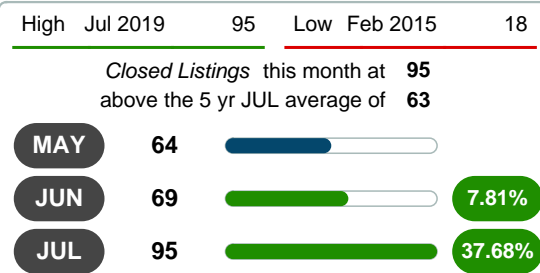 High Jul 2019 95 Low Feb 2015 18
Closed Listings this month at 95
above the 5 yr JUL average of 63
MAY 64
JUN 69 7.81%
JUL 95 37.68%